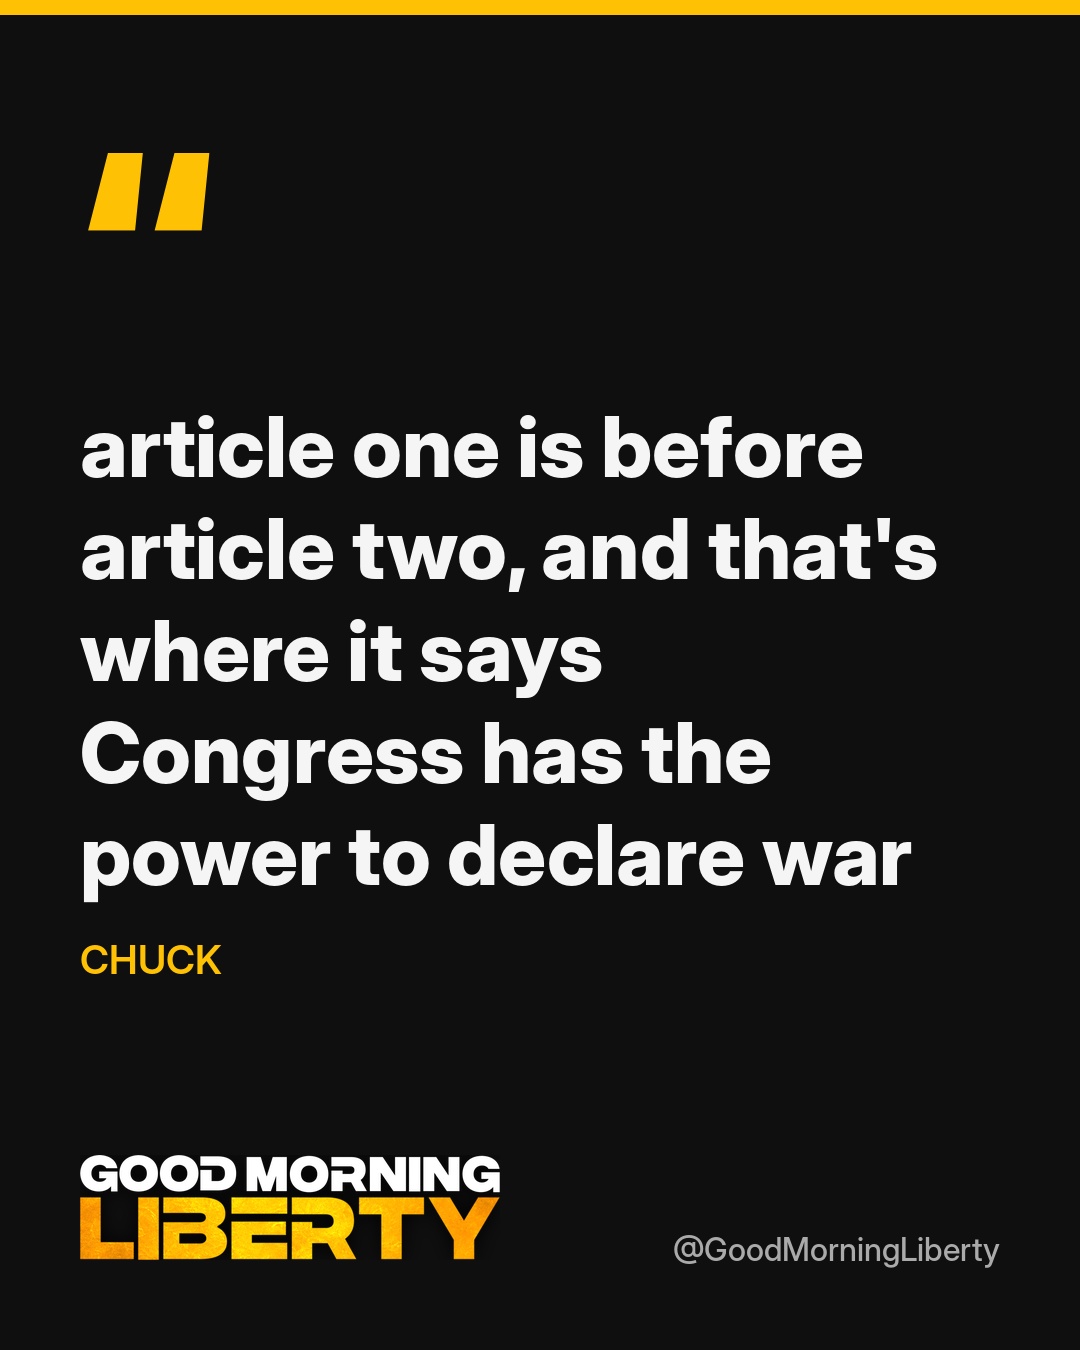 "
article one is before
article two, and that's
where it says
Congress has the
power to declare war
CHUCK
GOOD MORNING
LIBERTY
@GoodMorningLiberty